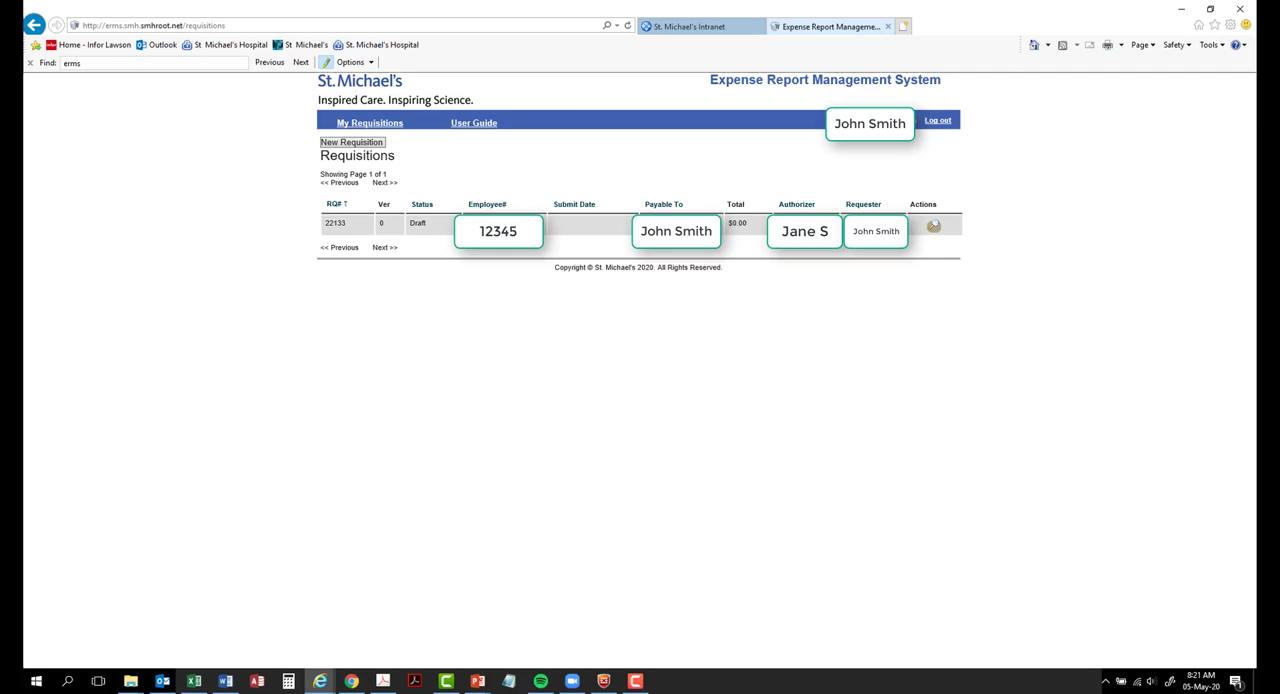 http://erms.smh.smhroot.net/requisitions
St. Michael's Intranet
Expense Report Manageme...
Home - Infor Lawson
Outlook
St Michael's Hospital
St Michael's
St. Michael's Hospital
Page
Safety
Tools
Find: erms
Previous
Next
Options
St. Michael's
Expense Report Management System
Inspired Care. Inspiring Science.
My Requisitions
User Guide
John Smith
Log out
New Requisition
Requisitions
Showing Page 1 of 1
<< Previous Next >>
RQ# ↑ Ver Status Employee# Submit Date Payable To Total Authorizer Requester Actions
22133 0 Draft 12345 John Smith $0.00 Jane S John Smith
<< Previous Next >>
Copyright © St. Michael's 2020. All Rights Reserved.
8:21 AM
05-May-20